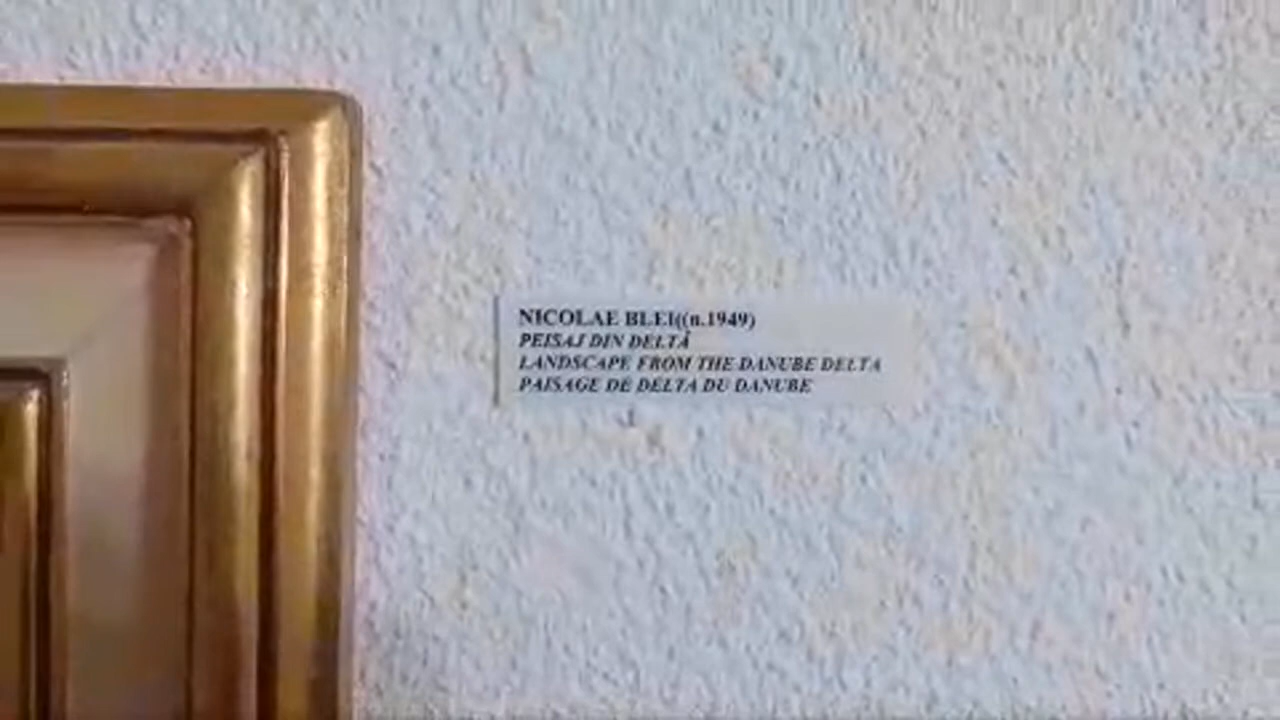 NICOLAE BLEI((n.1949)
PEISAJ DIN DELTĂ
LANDSCAPE FROM THE DANUBE DELTA
PAISAGE DE DELTA DU DANUBE